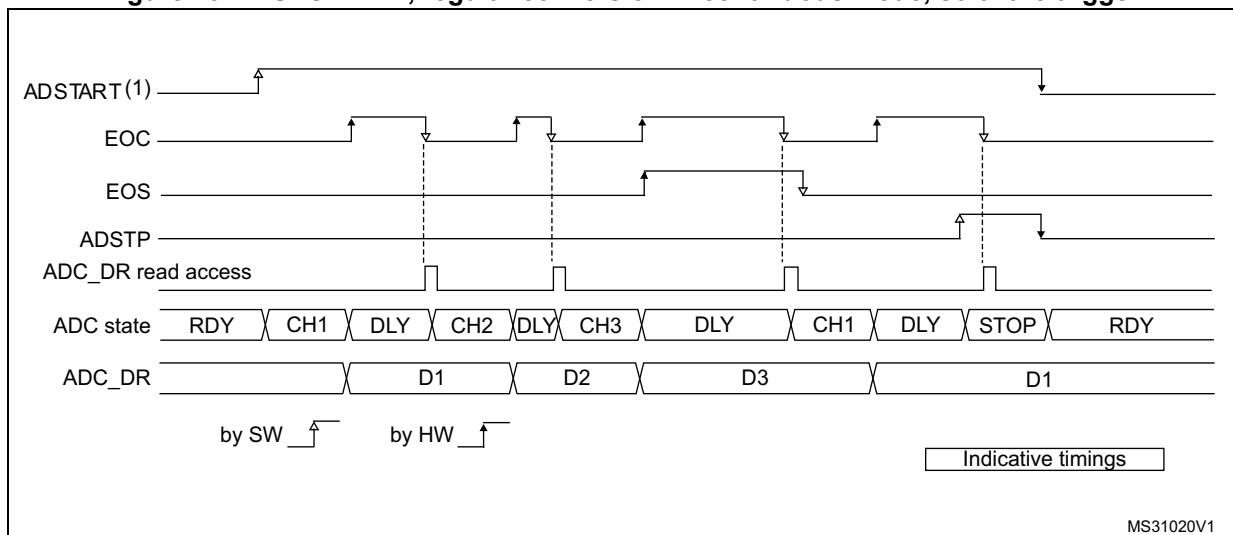 ADSTART (1)
EOC
EOS
ADSTP
ADC_DR read access
ADC state RDY CH1 DLY CH2 DLY CH3 DLY CH1 DLY STOP RDY
ADC_DR D1 D2 D3 D1
by SW by HW
Indicative timings
MS31020V1